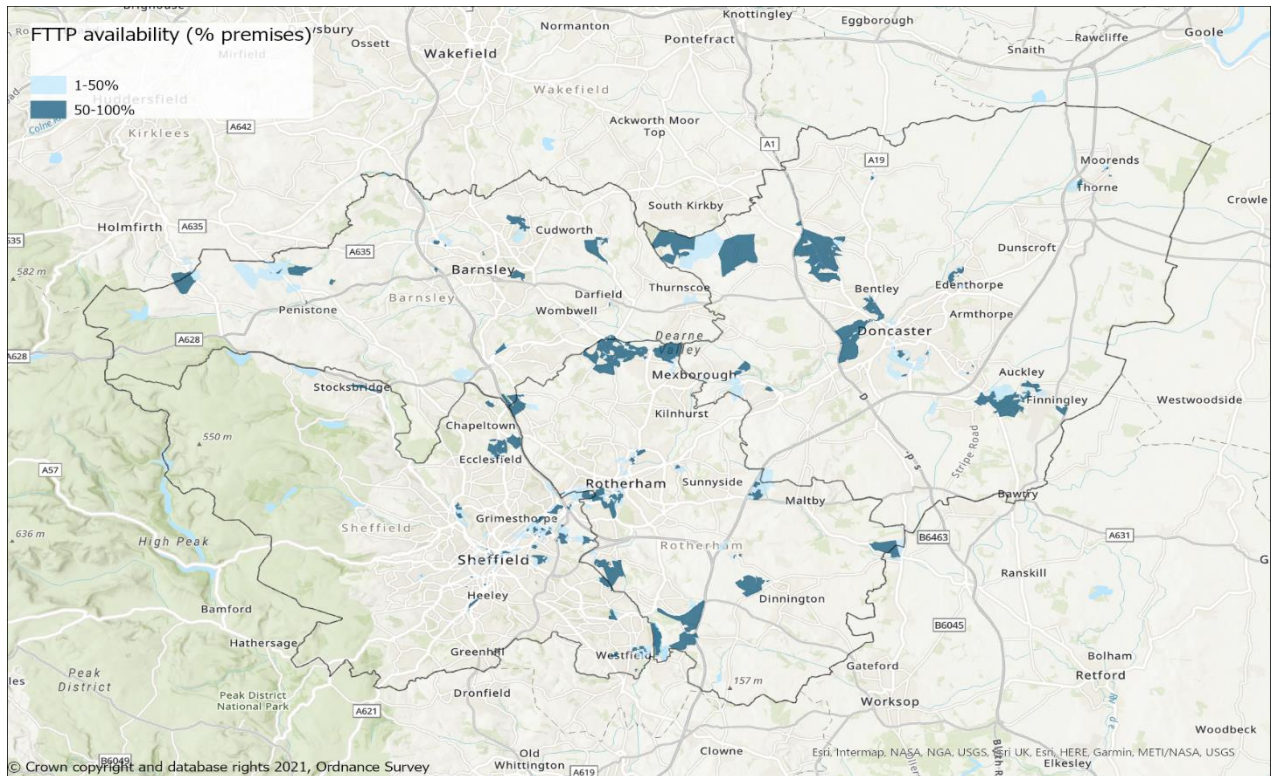 FTTP availability (% premises)
1-50%
50-100%
Normanton
Knottingley
Eggborough
Rawcliffe
Goole
Snaith
Ossett
Mirfield
Wakefield
Pontefract
Huddersfield
Wakefield
Kirklees
A642
Ackworth Moor
Top
A1
A19
Moorends
Thorne
Crowle
South Kirkby
Holmfirth
A635
A635
Cudworth
Dunscroft
582 m
Barnsley
Thurnscoe
Bentley
Edenthorpe
Barnsley
Darfield
Penistone
Wombwell
Armthorpe
Doncaster
A628
A628
Dearne
Valley
Mexborough
Auckley
Stocksbridge
Finningley
Westwoodside
Kilnhurst
Chapeltown
550 m
Ecclesfield
Stripe Road
A57
Rotherham
Sunnyside
Maltby
Bawtry
Grimesthorpe
Sheffield
636 m
High Peak
Rotherham
B6463
A631
Sheffield
Ranskill
Heeley
Dinnington
Bamford
B6045
Hathersage
Greenhill
Westfield
Bolham
Gateford
Retford
Peak
District
157 m
Dronfield
Worksop
Peak District
National Park
A621
Woodbeck
Old
Whittington
Clowne
Esri, Intermap, NASA, NGA, USGS, Esri UK, Esri, HERE, Garmin, METI/NASA, USGS
B6049
A619
Elkesley
© Crown copyright and database rights 2021, Ordnance Survey